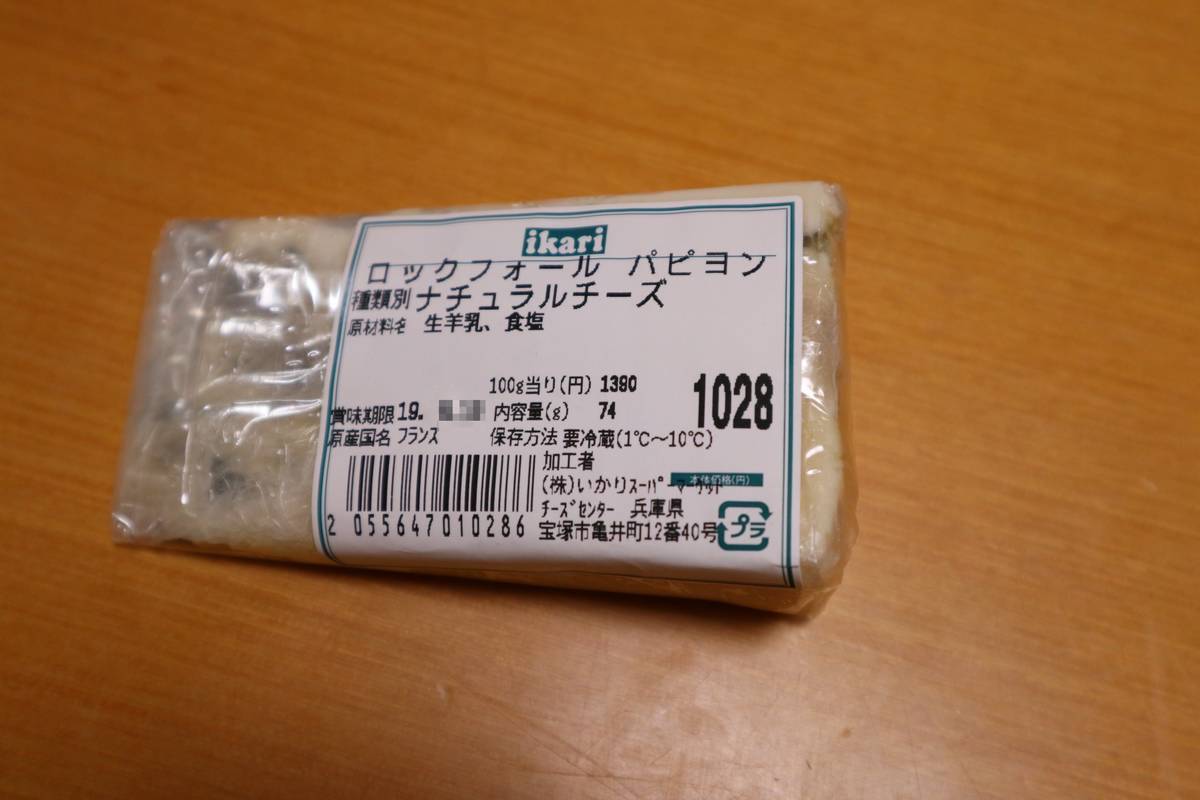 ikari
ロックフォール パピヨン
種類別 ナチュラルチーズ
原材料名 生羊乳、食塩
100g当り(円) 1390
賞味期限 19. 内容量(g) 74 1028
原産国名 フランス 保存方法 要冷蔵(1℃〜10℃)
加工者
本体価格(円)
(株)いかりスーパーマーケット
チーズセンター 兵庫県
宝塚市亀井町12番40号
2 055647010286
プラ